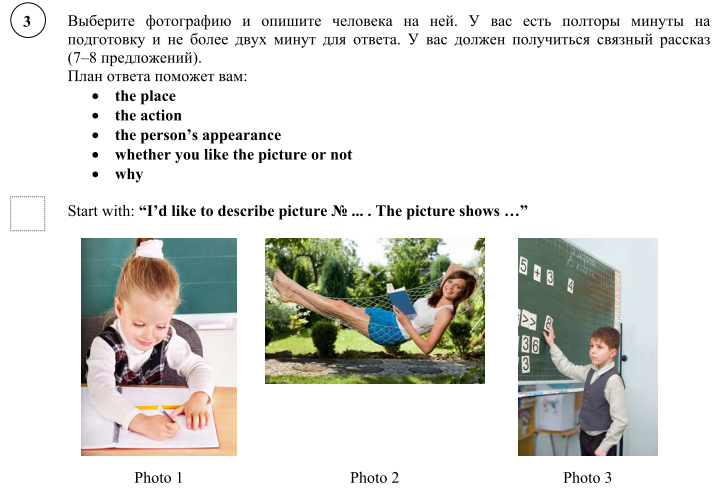 3
Выберите фотографию и опишите человека на ней. У вас есть полторы минуты на
подготовку и не более двух минут для ответа. У вас должен получиться связный рассказ
(7–8 предложений).
План ответа поможет вам:
• the place
• the action
• the person’s appearance
• whether you like the picture or not
• why
Start with: “I’d like to describe picture № ... . The picture shows …”
5 + 3 4
>> 8
3 6
3
Photo 1 Photo 2 Photo 3